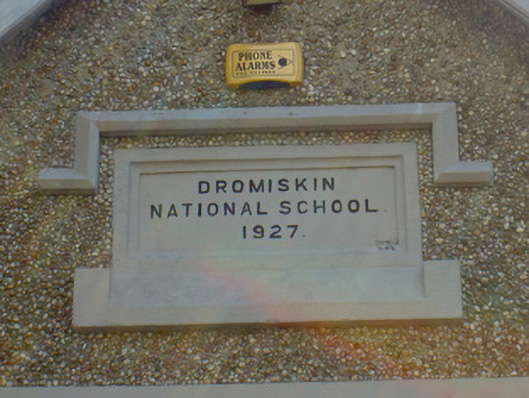 PHONE
ALARMS
DROMISKIN
NATIONAL SCHOOL
1927.